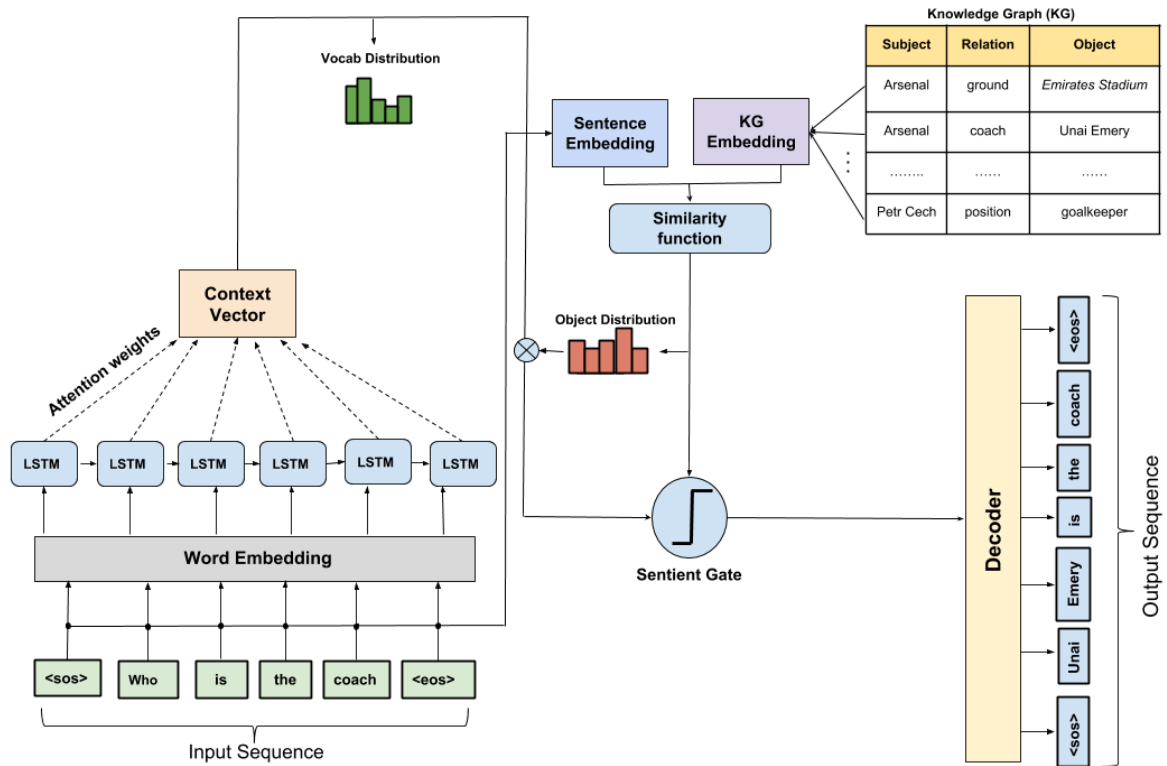 Knowledge Graph (KG)
Subject Relation Object
Arsenal ground Emirates Stadium
Arsenal coach Unai Emery
........ ...... ......
Petr Cech position goalkeeper
Vocab Distribution
Sentence
Embedding
KG
Embedding
Similarity
function
Context
Vector
Attention weights
Object Distribution
LSTM LSTM LSTM LSTM LSTM LSTM
Word Embedding
<sos> Who is the coach <eos>
Input Sequence
Sentient Gate
Decoder
<eos>
coach
the
is
Emery
Unai
<sos>
Output Sequence